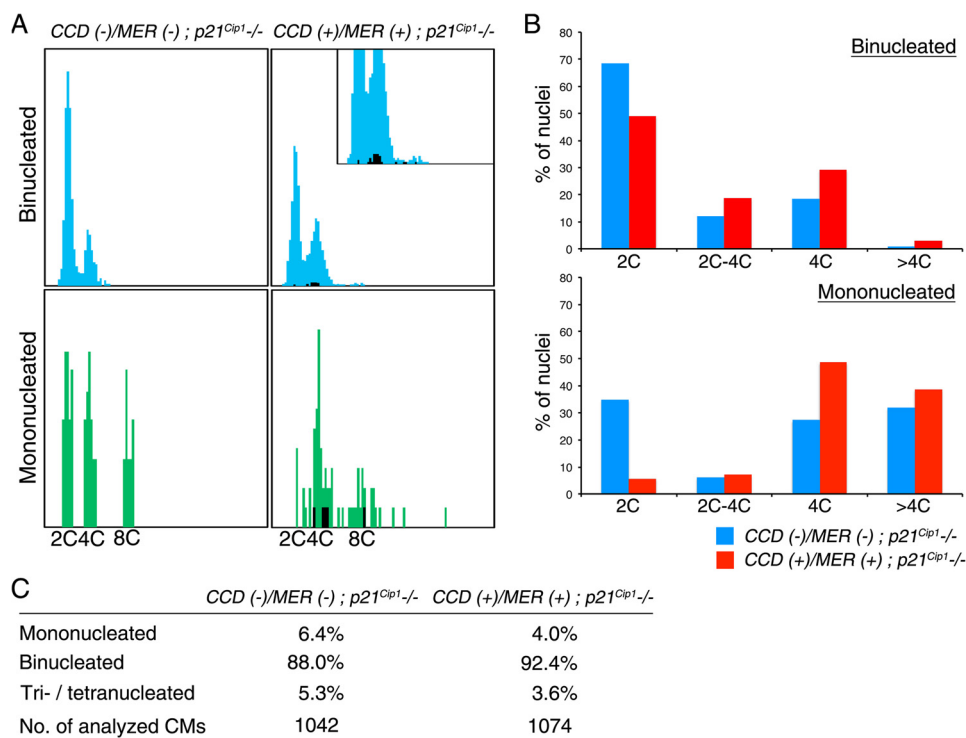 A
CCD (-)/MER (-) ; p21Cip1-/-
CCD (+)/MER (+) ; p21Cip1-/-
Binucleated
Mononucleated
2C4C 8C
2C4C 8C
B
Binucleated
% of nuclei
80
70
60
50
40
30
20
10
0
2C 2C-4C 4C >4C
Mononucleated
% of nuclei
80
70
60
50
40
30
20
10
0
2C 2C-4C 4C >4C
CCD (-)/MER (-) ; p21Cip1-/-
CCD (+)/MER (+) ; p21Cip1-/-
C
CCD (-)/MER (-) ; p21Cip1-/- CCD (+)/MER (+) ; p21Cip1-/-
Mononucleated 6.4% 4.0%
Binucleated 88.0% 92.4%
Tri- / tetranucleated 5.3% 3.6%
No. of analyzed CMs 1042 1074